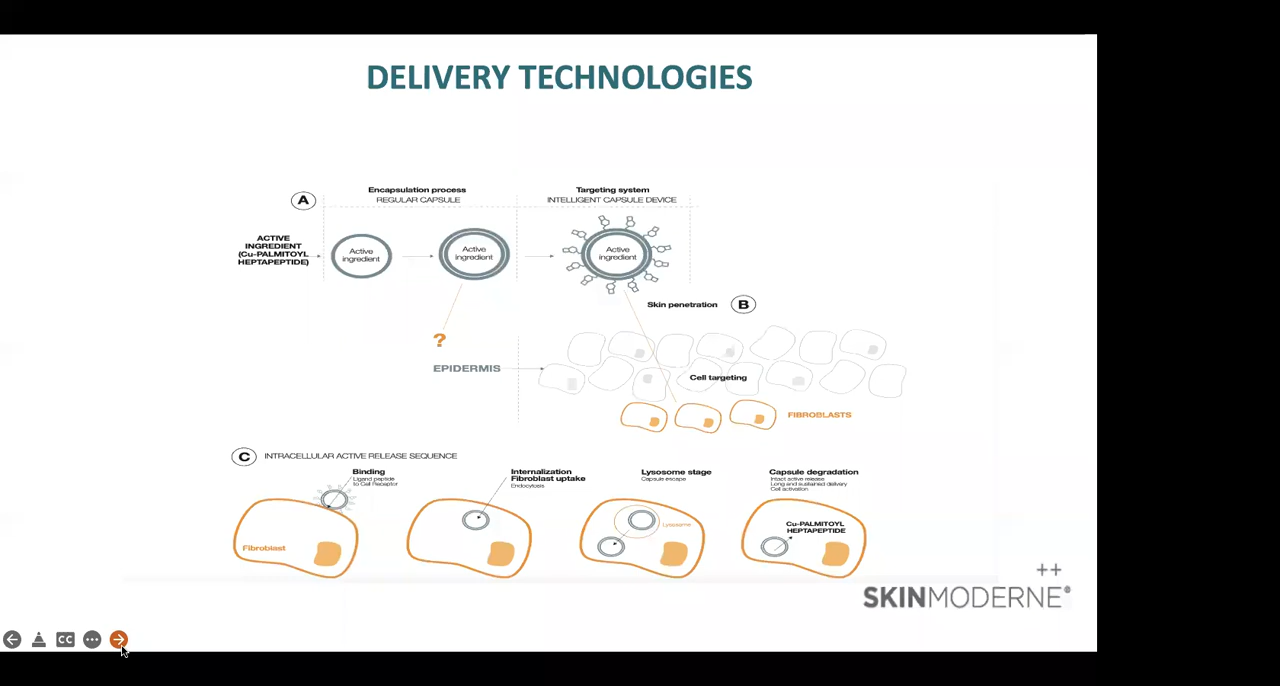 DELIVERY TECHNOLOGIES
A
Encapsulation process
REGULAR CAPSULE
Targeting system
INTELLIGENT CAPSULE DEVICE
ACTIVE
INGREDIENT
(Cu-PALMITOYL
HEPTAPEPTIDE)
Active
ingredient
Active
ingredient
Active
ingredient
Skin penetration
B
?
EPIDERMIS
Cell targeting
FIBROBLASTS
C
INTRACELLULAR ACTIVE RELEASE SEQUENCE
Binding
Ligand peptide
to Cell Receptor
Fibroblast
Internalization
Fibroblast uptake
Endocytosis
Lysosome stage
Capsule escape
Lysosome
Capsule degradation
Intact active release
Long and sustained delivery
Cell activation
Cu-PALMITOYL
HEPTAPEPTIDE
++
SKINMODERNE®
CC